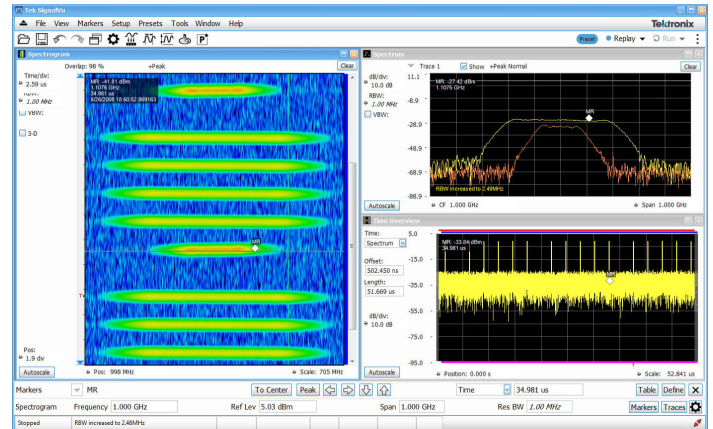 Tek SignalVu
File View Markers Setup Presets Tools Window Help
Tektronix
Preset Replay Run
Spectrogram
Overlap: 98 % +Peak Clear
Time/div:
2.59 us
RBW:
1.00 MHz
VBW:
3-D
MR: -41.81 dBm
1.1076 GHz
34.981 us
MR
Pos:
1.9 div
Autoscale Pos: 998 MHz Scale: 705 MHz
Spectrum
Trace 1 Show +Peak Normal Clear
dB/div:
10.0 dB
RBW:
1.00 MHz
VBW:
11.1
-8.9
-28.9
-48.9
-68.9
-88.9
MR: -27.42 dBm
1.1076 GHz
MR
RBW increased to 2.48MHz
Autoscale CF 1.000 GHz Span 1.000 GHz
Time Overview
Time:
Spectrum
Offset:
502.450 ns
Length:
51.669 us
dB/div:
10.0 dB
5.0
-15.0
-35.0
-55.0
-75.0
-95.0
MR: -33.84 dBm
34.981 us
MR
Autoscale Position: 0.000 s Scale: 52.841 us
Markers MR To Center Peak Time 34.981 us Table Define X
Spectrogram Frequency 1.000 GHz Ref Lev 5.03 dBm Span 1.000 GHz Res BW 1.00 MHz Markers Traces
Stopped RBW increased to 2.48MHz